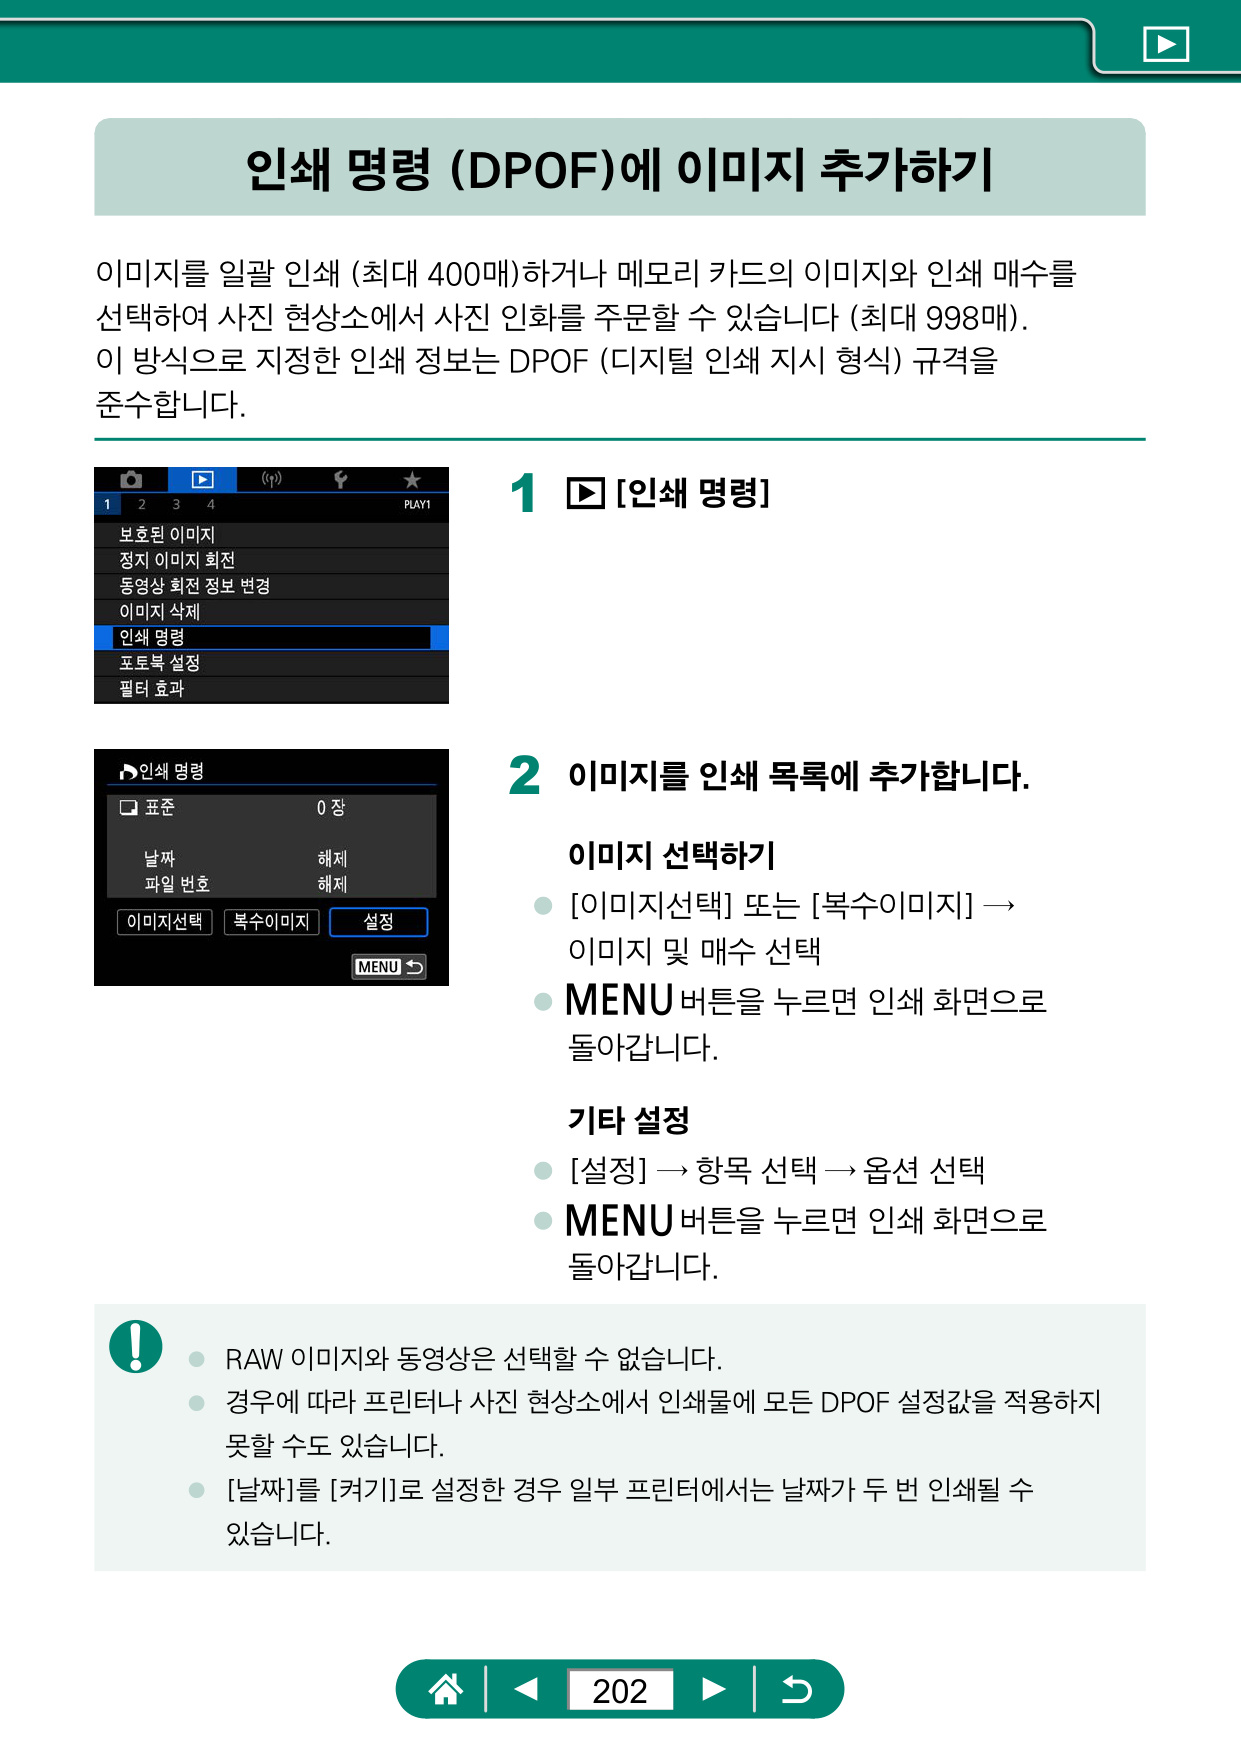 인쇄 명령 (DPOF)에 이미지 추가하기
이미지를 일괄 인쇄 (최대 400매)하거나 메모리 카드의 이미지와 인쇄 매수를
선택하여 사진 현상소에서 사진 인화를 주문할 수 있습니다 (최대 998매).
이 방식으로 지정한 인쇄 정보는 DPOF (디지털 인쇄 지시 형식) 규격을
준수합니다.
1 2 3 4 PLAY1
보호된 이미지
정지 이미지 회전
동영상 회전 정보 변경
이미지 삭제
인쇄 명령
포토북 설정
필터 효과
1 [인쇄 명령]
인쇄 명령
표준 0 장
날짜 해제
파일 번호 해제
이미지선택 복수이미지 설정
MENU
2 이미지를 인쇄 목록에 추가합니다.
이미지 선택하기
● [이미지선택] 또는 [복수이미지] →
이미지 및 매수 선택
● MENU 버튼을 누르면 인쇄 화면으로
돌아갑니다.
기타 설정
● [설정] → 항목 선택 → 옵션 선택
● MENU 버튼을 누르면 인쇄 화면으로
돌아갑니다.
● RAW 이미지와 동영상은 선택할 수 없습니다.
● 경우에 따라 프린터나 사진 현상소에서 인쇄물에 모든 DPOF 설정값을 적용하지
못할 수도 있습니다.
● [날짜]를 [켜기]로 설정한 경우 일부 프린터에서는 날짜가 두 번 인쇄될 수
있습니다.
202